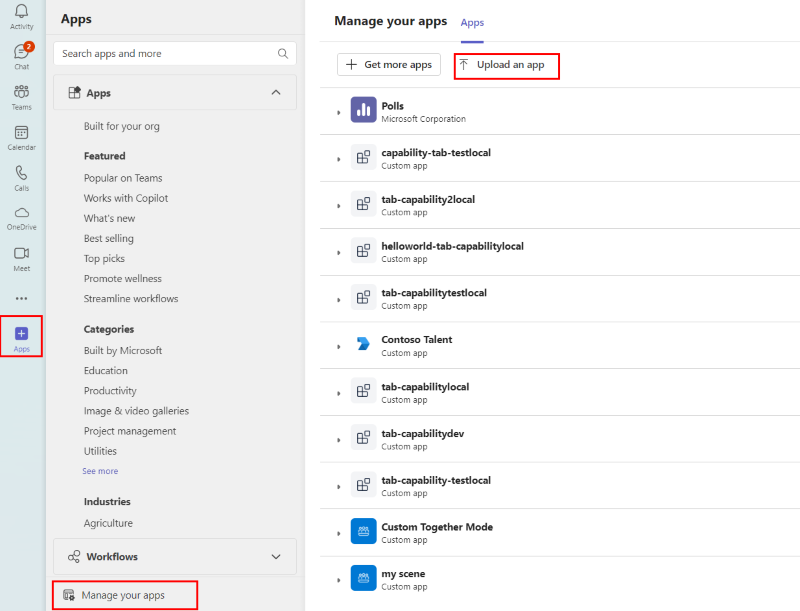 Activity
2
Chat
Teams
Calendar
Calls
OneDrive
Meet
Apps
Apps
Search apps and more
Apps
Built for your org
Featured
Popular on Teams
Works with Copilot
What's new
Best selling
Top picks
Promote wellness
Streamline workflows
Categories
Built by Microsoft
Education
Productivity
Image & video galleries
Project management
Utilities
See more
Industries
Agriculture
Workflows
Manage your apps
Manage your apps Apps
Get more apps Upload an app
Polls
Microsoft Corporation
capability-tab-testlocal
Custom app
tab-capability2local
Custom app
helloworld-tab-capabilitylocal
Custom app
tab-capabilitytestlocal
Custom app
Contoso Talent
Custom app
tab-capabilitylocal
Custom app
tab-capabilitydev
Custom app
tab-capability-testlocal
Custom app
Custom Together Mode
Custom app
my scene
Custom app